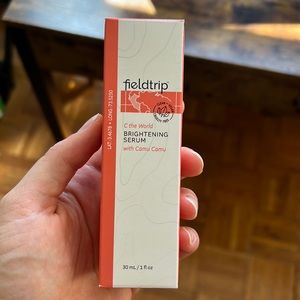 fieldtrip
C the World
BRIGHTENING
SERUM
with Camu Camu
30 mL / 1 fl oz